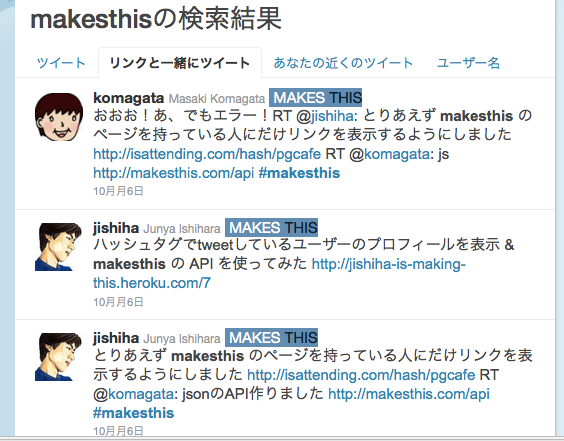 makesthisの検索結果
ツイート リンクと一緒にツイート あなたの近くのツイート ユーザー名
komagata Masaki Komagata MAKES THIS
おおお！あ、でもエラー！RT @jishiha: とりあえず makesthis の
ページを持っている人にだけリンクを表示するようにしました
http://isattending.com/hash/pgcafe RT @komagata: js
http://makesthis.com/api #makesthis
10月月6日
jishiha Junya Ishihara MAKES THIS
ハッシュタグでtweetしているユーザーのプロフィールを表示 &
makesthis の API を使ってみた http://jishiha-is-making-
this.heroku.com/7
10月月6日
jishiha Junya Ishihara MAKES THIS
とりあえず makesthis のページを持っている人にだけリンクを表
示するようにしました http://isattending.com/hash/pgcafe RT
@komagata: jsonのAPI作りました http://makesthis.com/api
#makesthis
10月月6日